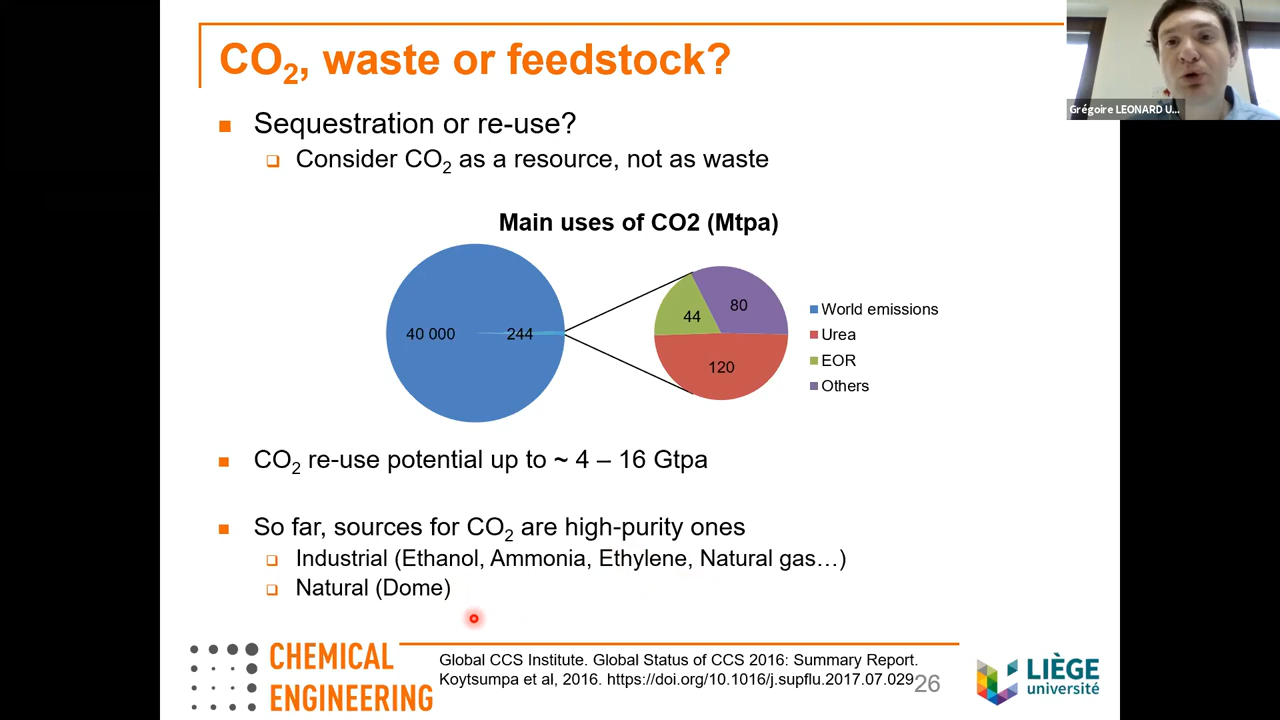 CO2, waste or feedstock?
Grégoire LEONARD U...
Sequestration or re-use?
Consider CO2 as a resource, not as waste
Main uses of CO2 (Mtpa)
40 000
244
44
80
120
World emissions
Urea
EOR
Others
CO2 re-use potential up to ~ 4 – 16 Gtpa
So far, sources for CO2 are high-purity ones
Industrial (Ethanol, Ammonia, Ethylene, Natural gas…)
Natural (Dome)
CHEMICAL
ENGINEERING
Global CCS Institute. Global Status of CCS 2016: Summary Report.
Koytsumpa et al, 2016. https://doi.org/10.1016/j.supflu.2017.07.029
26
LIÈGE
université